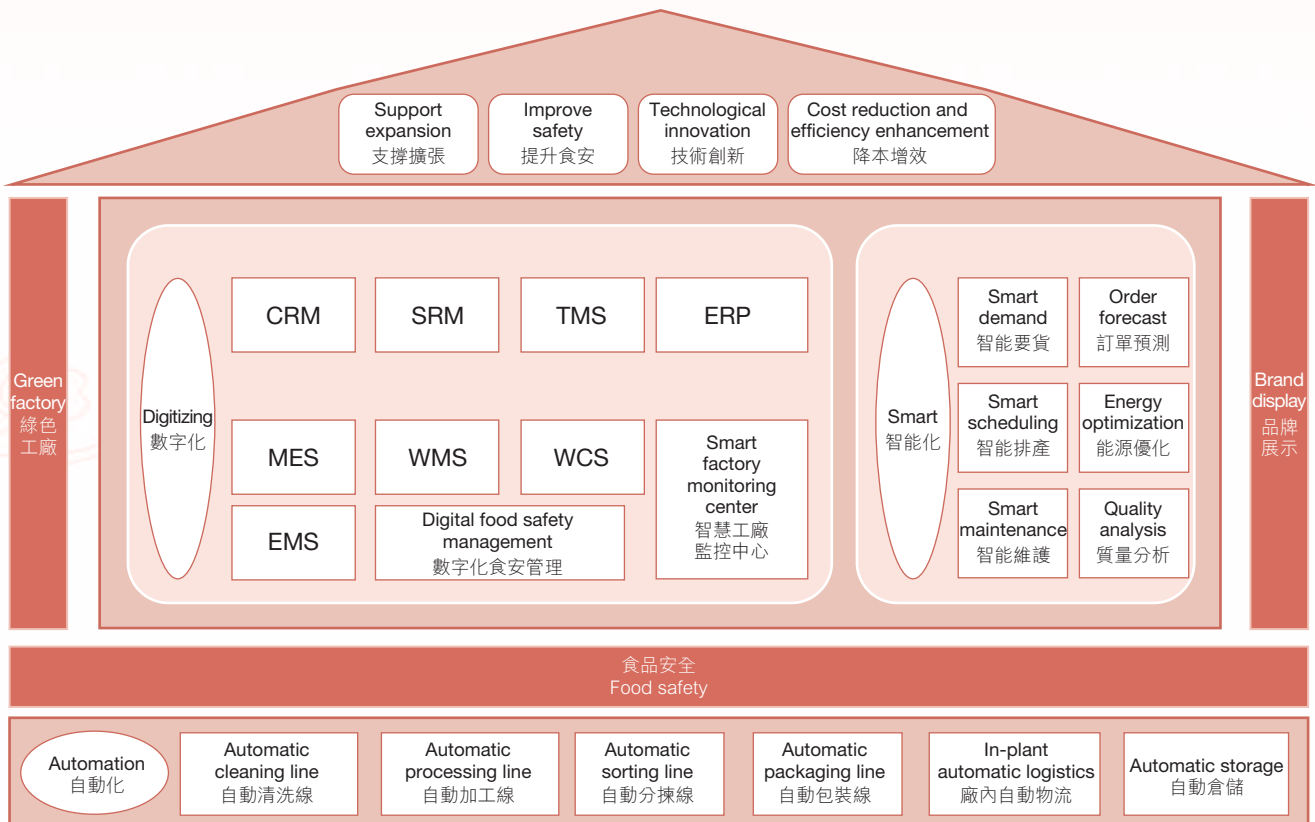 Support
expansion
支撐擴張
Improve
safety
提升食安
Technological
innovation
技術創新
Cost reduction and
efficiency enhancement
降本增效
Green
factory
綠色
工廠
Digitizing
數字化
CRM
SRM
TMS
ERP
MES
WMS
WCS
Smart
factory
monitoring
center
智慧工廠
監控中心
EMS
Digital food safety
management
數字化食安管理
Smart
智能化
Smart
demand
智能要貨
Order
forecast
訂單預測
Smart
scheduling
智能排產
Energy
optimization
能源優化
Smart
maintenance
智能維護
Quality
analysis
質量分析
Brand
display
品牌
展示
食品安全
Food safety
Automation
自動化
Automatic
cleaning line
自動清洗線
Automatic
processing line
自動加工線
Automatic
sorting line
自動分揀線
Automatic
packaging line
自動包裝線
In-plant
automatic logistics
廠內自動物流
Automatic storage
自動倉儲